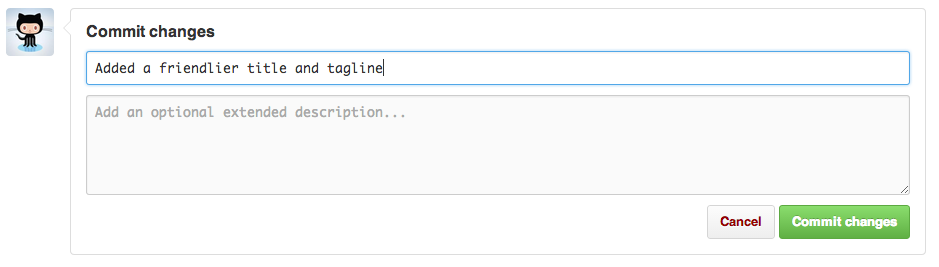 Commit changes
Added a friendlier title and tagline
Add an optional extended description...
Cancel
Commit changes